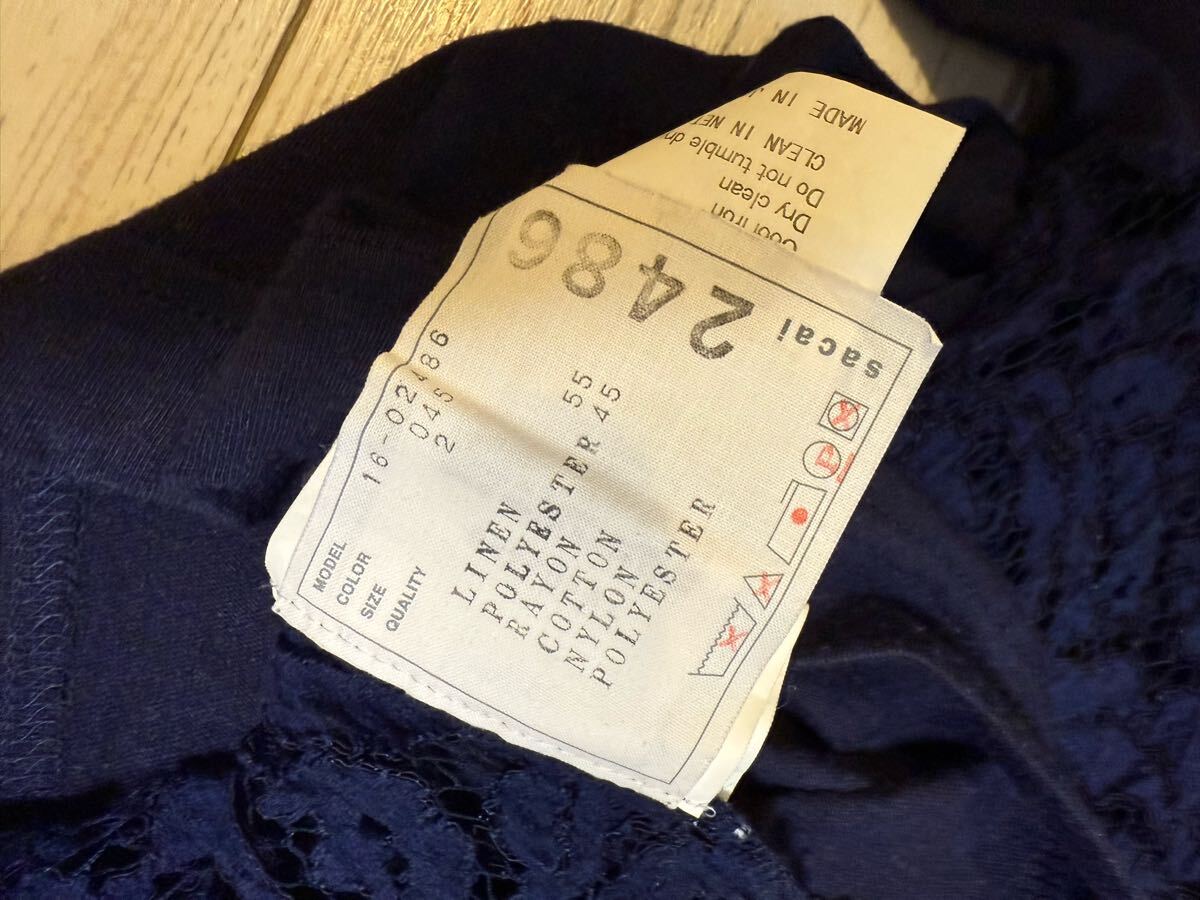 sacai
2486
MODEL 16-02486
COLOR 045
SIZE 2
QUALITY
LINEN 55
POLYESTER 45
RAYON
COTTON
NYLON
POLYESTER
Cool iron
Dry clean
Do not tumble
CLEAN IN
MADE IN